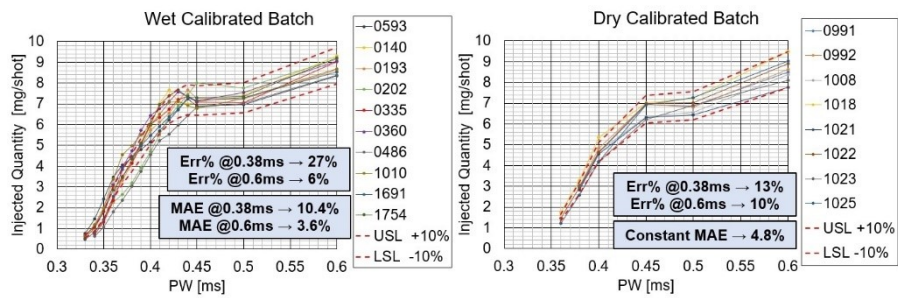 Wet Calibrated Batch
Injected Quantity [mg/shot]
10
9
8
7
6
5
4
3
2
1
0
Err% @0.38ms → 27%
Err% @0.6ms → 6%
MAE @0.38ms → 10.4%
MAE @0.6ms → 3.6%
0.3 0.35 0.4 0.45 0.5 0.55 0.6
PW [ms]
0593
0140
0193
0202
0335
0360
0486
1010
1691
1754
USL +10%
LSL -10%
Dry Calibrated Batch
Injected Quantity [mg/shot]
10
9
8
7
6
5
4
3
2
1
0
Err% @0.38ms → 13%
Err% @0.6ms → 10%
Constant MAE → 4.8%
0.3 0.35 0.4 0.45 0.5 0.55 0.6
PW [ms]
0991
0992
1008
1018
1021
1022
1023
1025
USL +10%
LSL -10%